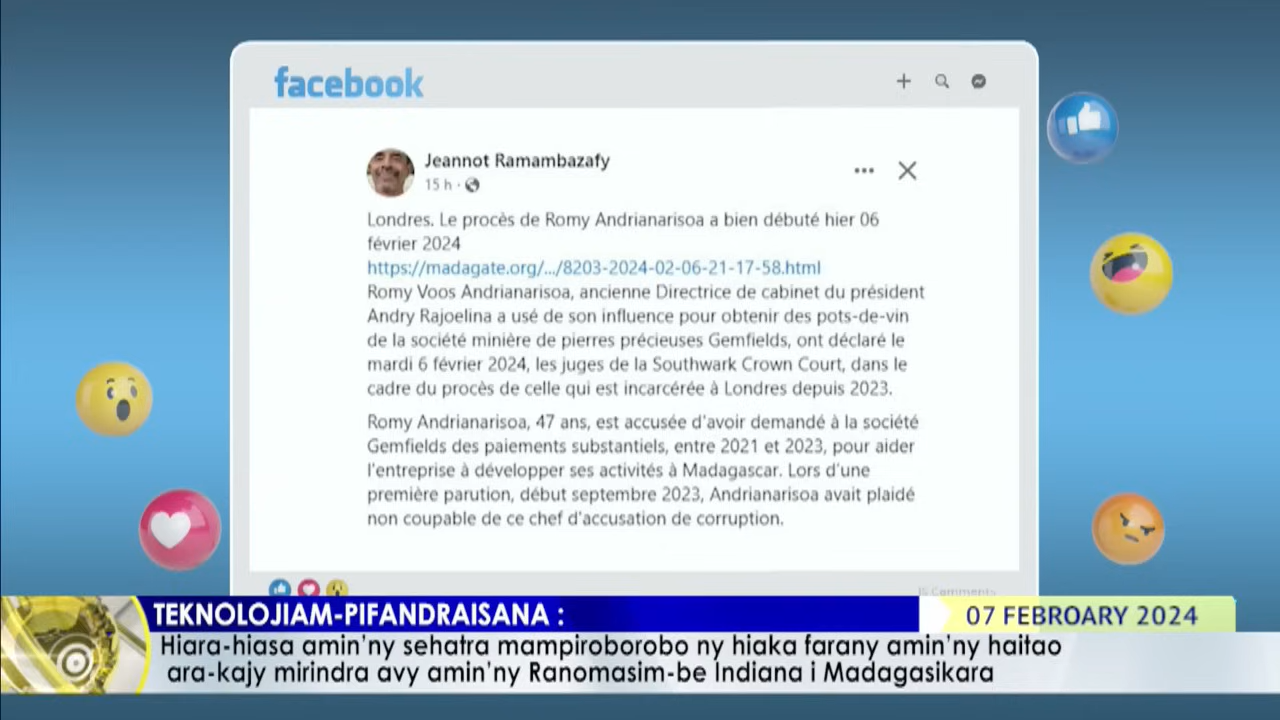 facebook
Jeannot Ramambazafy
15 h ·
Londres. Le procès de Romy Andrianarisoa a bien débuté hier 06
février 2024
https://madagate.org/.../8203-2024-02-06-21-17-58.html
Romy Voos Andrianarisoa, ancienne Directrice de cabinet du président
Andry Rajoelina a usé de son influence pour obtenir des pots-de-vin
de la société minière de pierres précieuses Gemfields, ont déclaré le
mardi 6 février 2024, les juges de la Southwark Crown Court, dans le
cadre du procès de celle qui est incarcérée à Londres depuis 2023.
Romy Andrianarisoa, 47 ans, est accusée d'avoir demandé à la société
Gemfields des paiements substantiels, entre 2021 et 2023, pour aider
l'entreprise à développer ses activités à Madagascar. Lors d'une
première parution, début septembre 2023, Andrianarisoa avait plaidé
non coupable de ce chef d'accusation de corruption.
Comments
TEKNOLOJIAM-PIFANDRAISANA :
07 FEBROARY 2024
Hiara-hiasa amin'ny sehatra mampiroborobo ny hiaka farany amin'ny haitao
ara-kajy mirindra avy amin'ny Ranomasim-be Indiana i Madagasikara